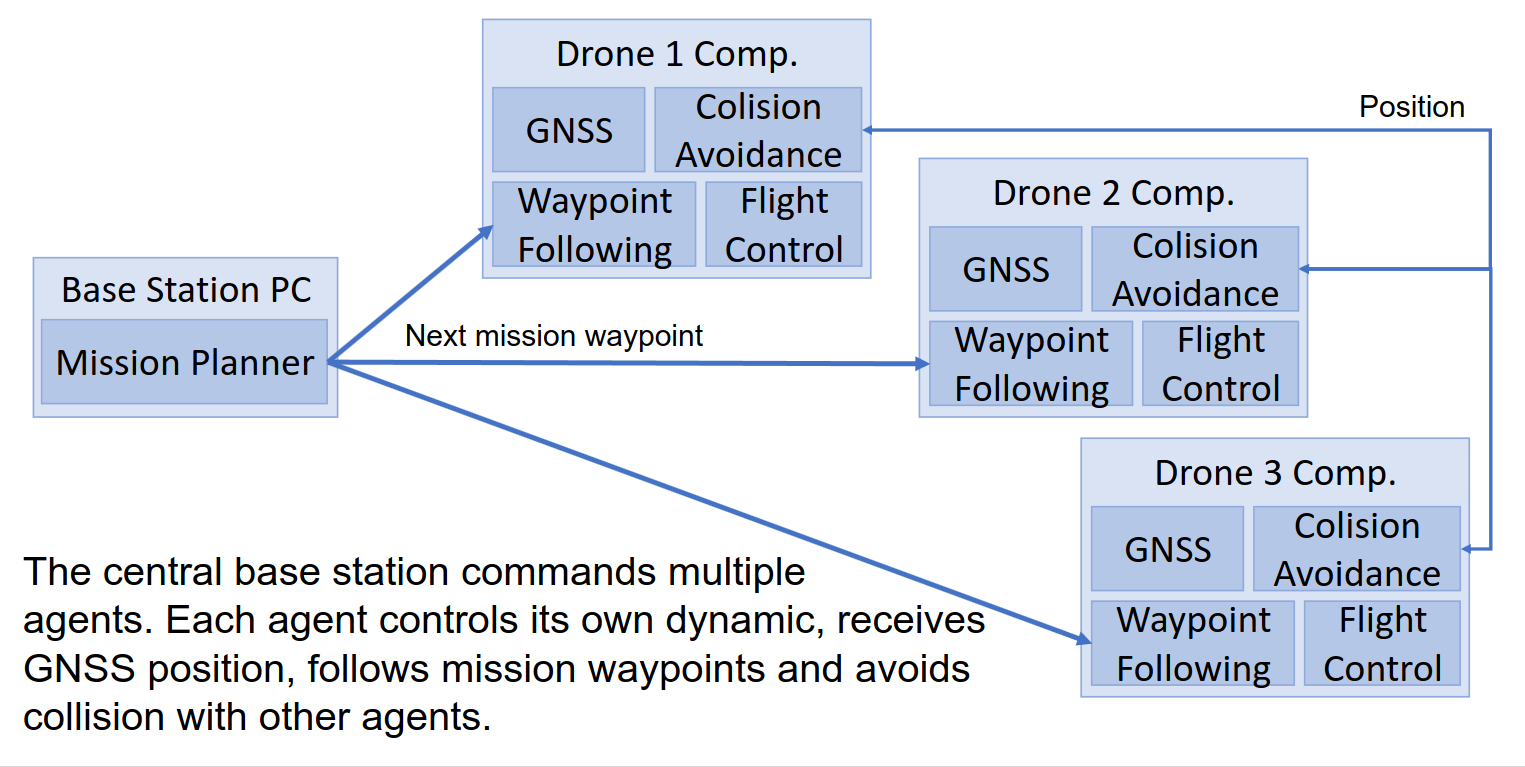 Drone 1 Comp.
GNSS
Colision
Avoidance
Waypoint
Following
Flight
Control
Position
Drone 2 Comp.
GNSS
Colision
Avoidance
Waypoint
Following
Flight
Control
Base Station PC
Mission Planner
Next mission waypoint
Drone 3 Comp.
GNSS
Colision
Avoidance
Waypoint
Following
Flight
Control
The central base station commands multiple
agents. Each agent controls its own dynamic, receives
GNSS position, follows mission waypoints and avoids
collision with other agents.